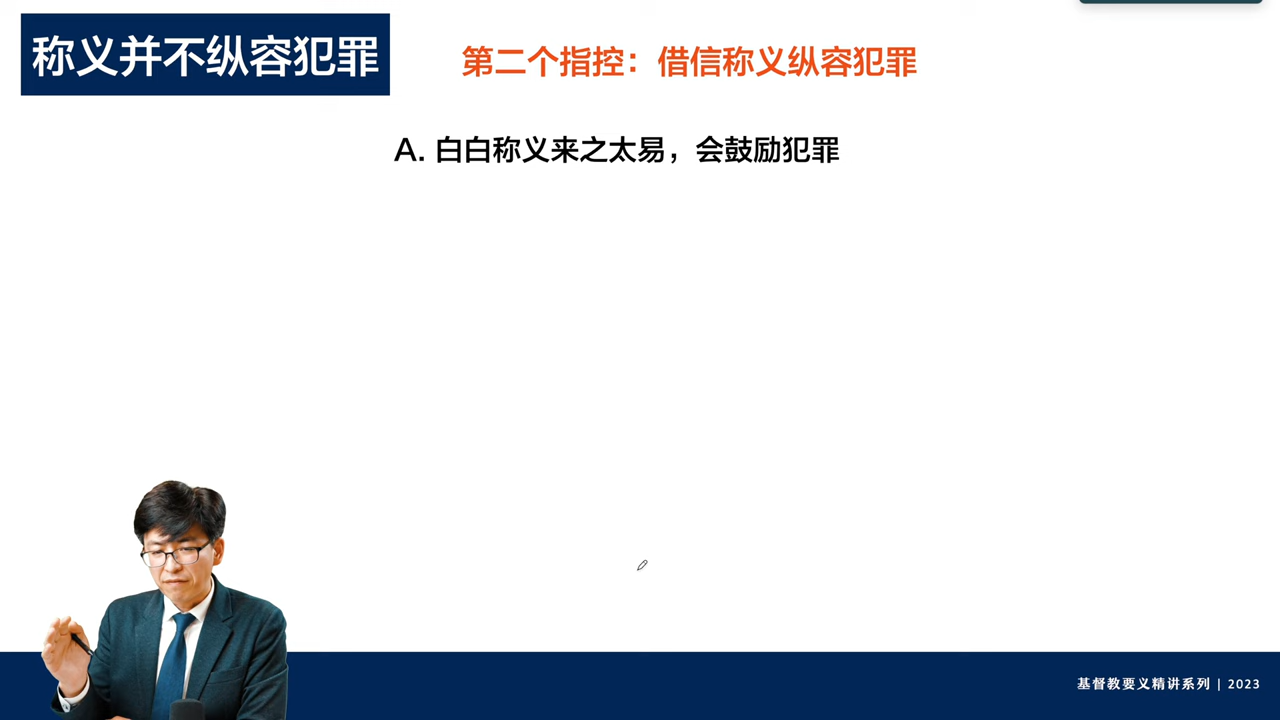 称义并不纵容犯罪
第二个指控：借信称义纵容犯罪
A. 白白称义来之太易，会鼓励犯罪
基督教要义精讲系列 | 2023